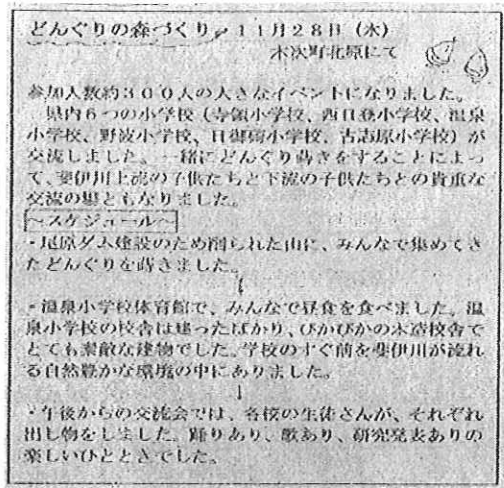 どんぐりの森づくり 11月28日（水）
木次町北原にて
参加人数約300人の大きなイベントになりました。
県内6つの小学校（寺領小学校、西日登小学校、温泉
小学校、野波小学校、日御碕小学校、古志原小学校）が
交流しました。一緒にどんぐり蒔きをすることによっ
て、斐伊川上流の子供たちと下流の子供たちとの貴重な
交流の場ともなりました。
～スケジュール～
・尾原ダム建設のため削られた山に、みんなで集めてき
たどんぐりを蒔きました。
↓
・温泉小学校体育館で、みんなで昼食を食べました。温
泉小学校の校舎は建ったばかり、ぴかぴかの木造校舎で
とても素敵な建物でした。学校のすぐ前を斐伊川が流れ
る自然豊かな環境の中にありました。
↓
・午後からの交流会では、各校の生徒さんが、それぞれ
出し物をしました。踊りあり、歌あり、研究発表ありの
楽しいひとときでした。